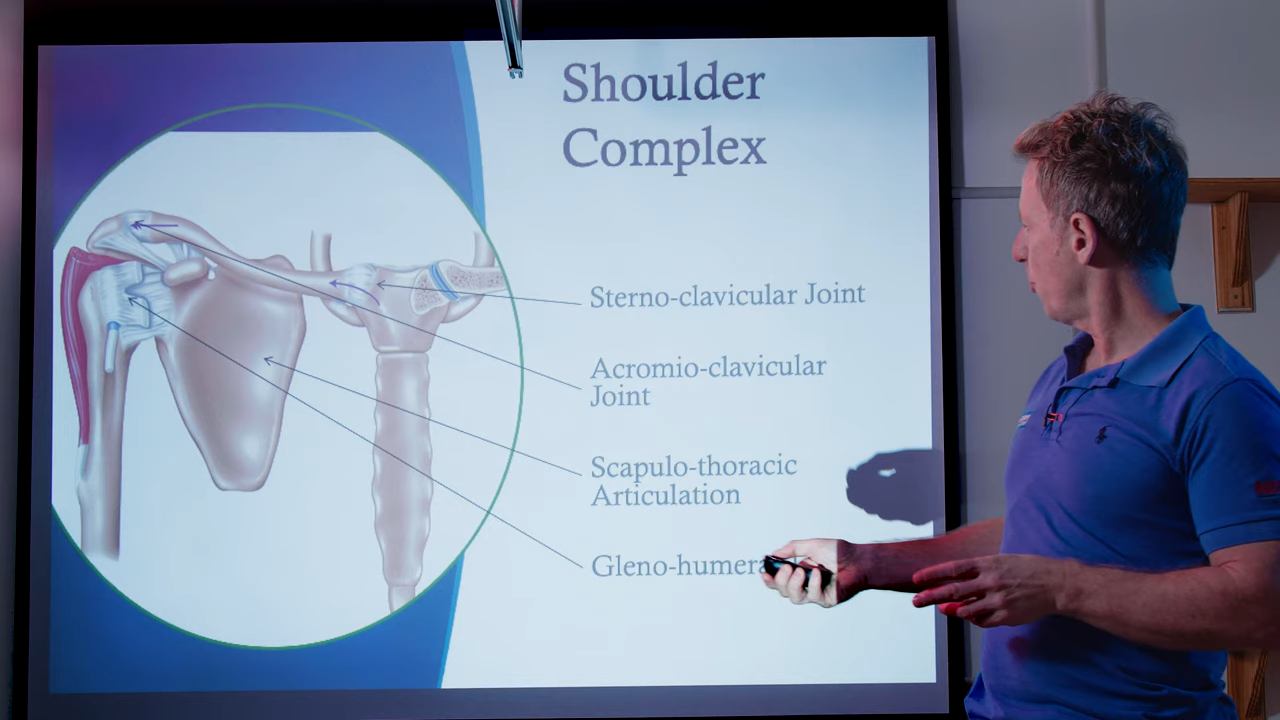 Shoulder
Complex
Sterno-clavicular Joint
Acromio-clavicular
Joint
Scapulo-thoracic
Articulation